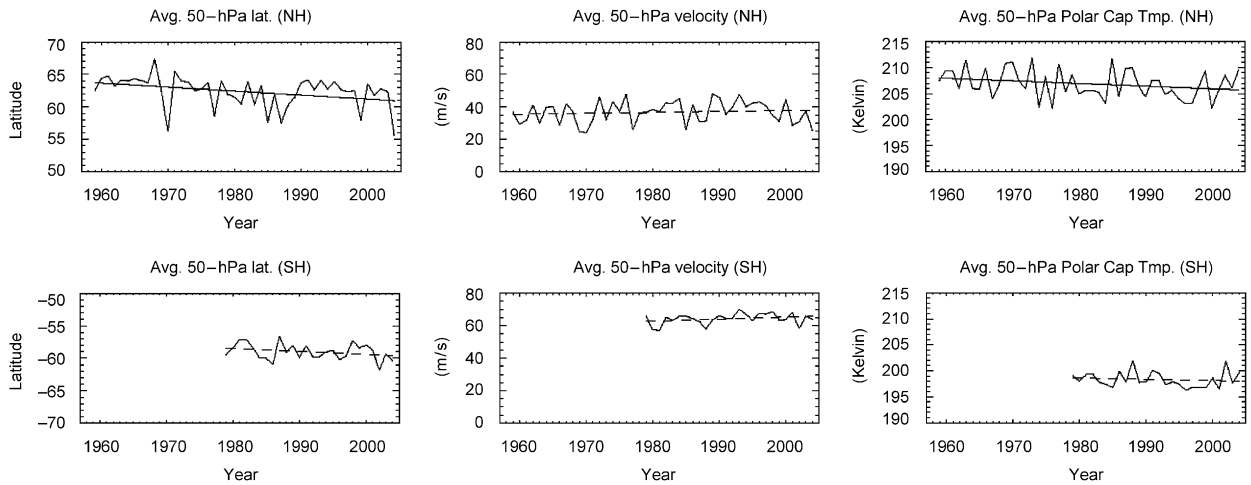 Avg. 50−hPa lat. (NH)
70
65
60
55
50
Latitude
1960 1970 1980 1990 2000
Year
Avg. 50−hPa velocity (NH)
80
60
40
20
0
(m/s)
1960 1970 1980 1990 2000
Year
Avg. 50−hPa Polar Cap Tmp. (NH)
215
210
205
200
195
190
(Kelvin)
1960 1970 1980 1990 2000
Year
Avg. 50−hPa lat. (SH)
−50
−55
−60
−65
−70
Latitude
1960 1970 1980 1990 2000
Year
Avg. 50−hPa velocity (SH)
80
60
40
20
0
(m/s)
1960 1970 1980 1990 2000
Year
Avg. 50−hPa Polar Cap Tmp. (SH)
215
210
205
200
195
190
(Kelvin)
1960 1970 1980 1990 2000
Year